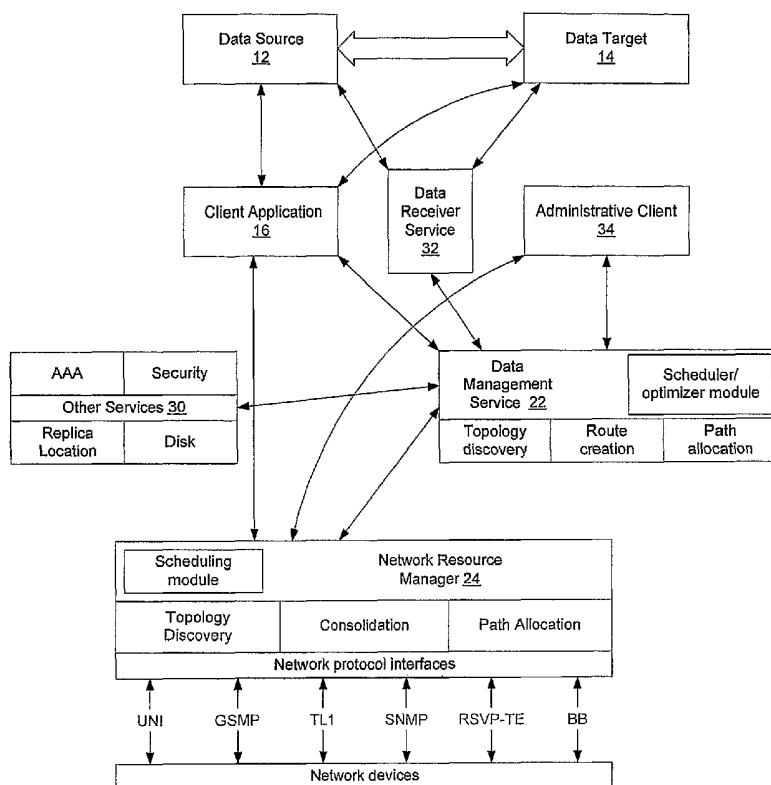 Data Source
12
Data Target
14
Client Application
16
Data
Receiver
Service
32
Administrative Client
34
AAA
Security
Other Services 30
Replica
Location
Disk
Data
Management
Service 22
Scheduler/
optimizer module
Topology
discovery
Route
creation
Path
allocation
Scheduling
module
Network Resource
Manager 24
Topology
Discovery
Consolidation
Path Allocation
Network protocol interfaces
UNI
GSMP
TL1
SNMP
RSVP-TE
BB
Network devices